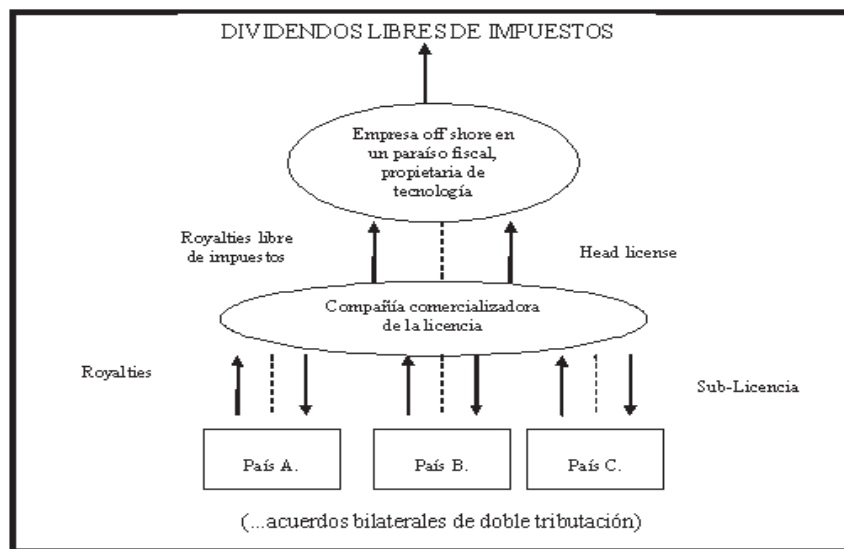 DIVIDENDOS LIBRES DE IMPUESTOS
Empresa off shore en
un paraíso fiscal,
propietaria de
tecnología
Royalties libre
de impuestos
Head license
Compañía comercializadora
de la licencia
Royalties
Sub-Licencia
País A.
País B.
País C.
(...acuerdos bilaterales de doble tributación)